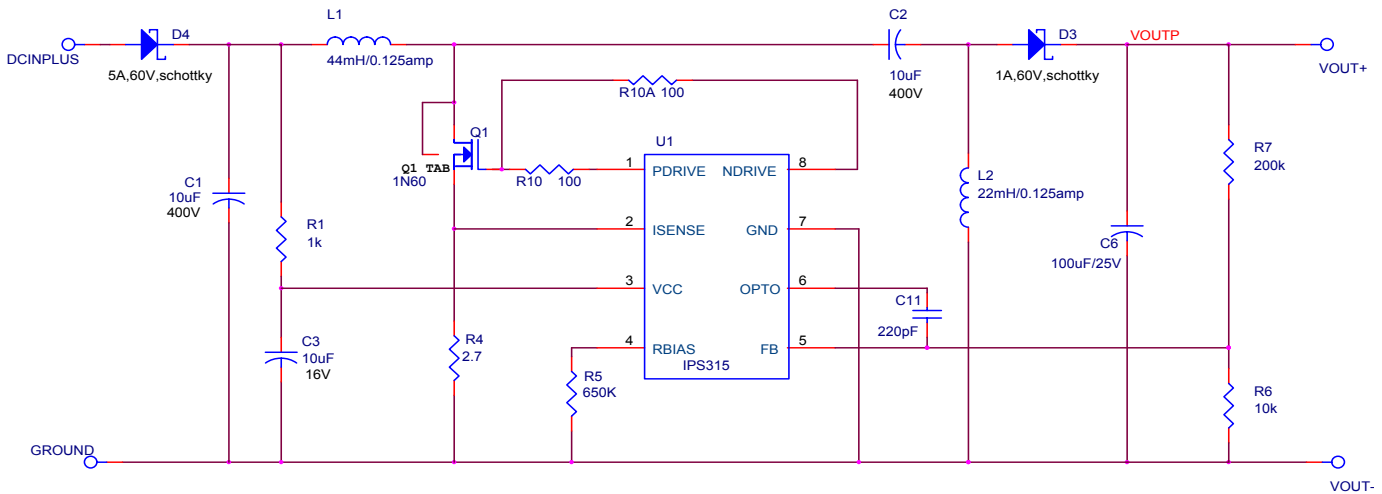 L1
C2
D4
D3
VOUTP
DCINPLUS
VOUT+
44mH/0.125amp
5A,60V,schottky
10uF
400V
1A,60V,schottky
R10A 100
Q1
U1
R7
200k
Q1 TAB
1N60
R10 100
1 PDRIVE NDRIVE 8
L2
22mH/0.125amp
C1
10uF
400V
R1
1k
2 ISENSE GND 7
C6
100uF/25V
3 VCC OPTO 6
C11
220pF
C3
10uF
16V
R4
2.7
4 RBIAS FB 5
IPS315
R5
650K
R6
10k
GROUND
VOUT-